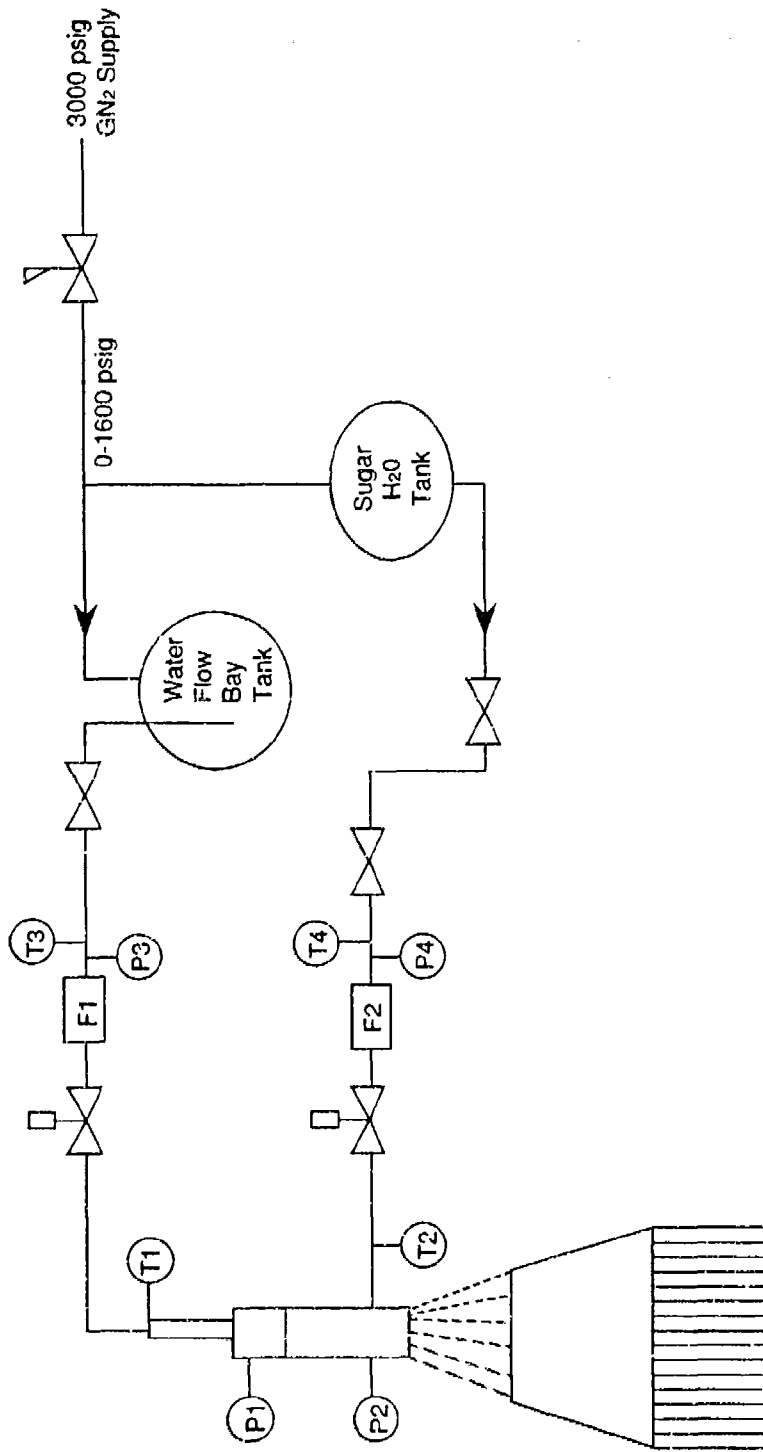 3000 psig
GN2 Supply
0-1600 psig
Water
Flow
Bay
Tank
Sugar
H20
Tank
T3
P3
F1
T4
P4
F2
T1
P1
T2
P2